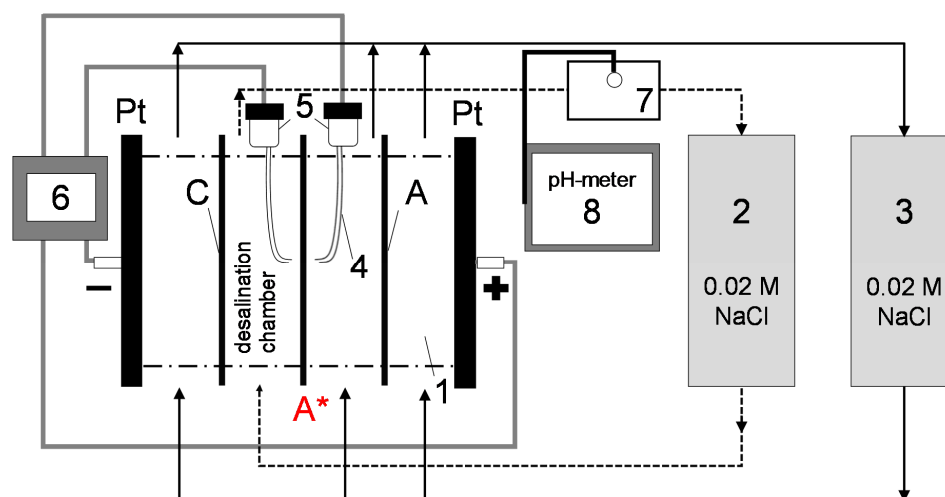 Pt
5
Pt
7
6
C
A
pH-meter
8
2
3
4
−
+
desalination
chamber
0.02 M
NaCl
0.02 M
NaCl
1
A*